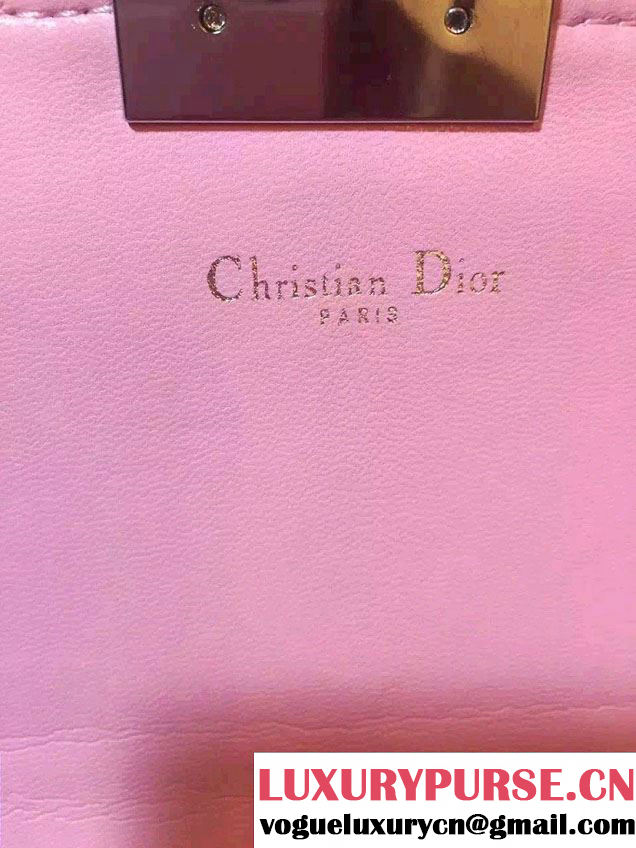 Christian Dior
PARIS
LUXURYPURSE.CN
vogueluxurycn@gmail.com